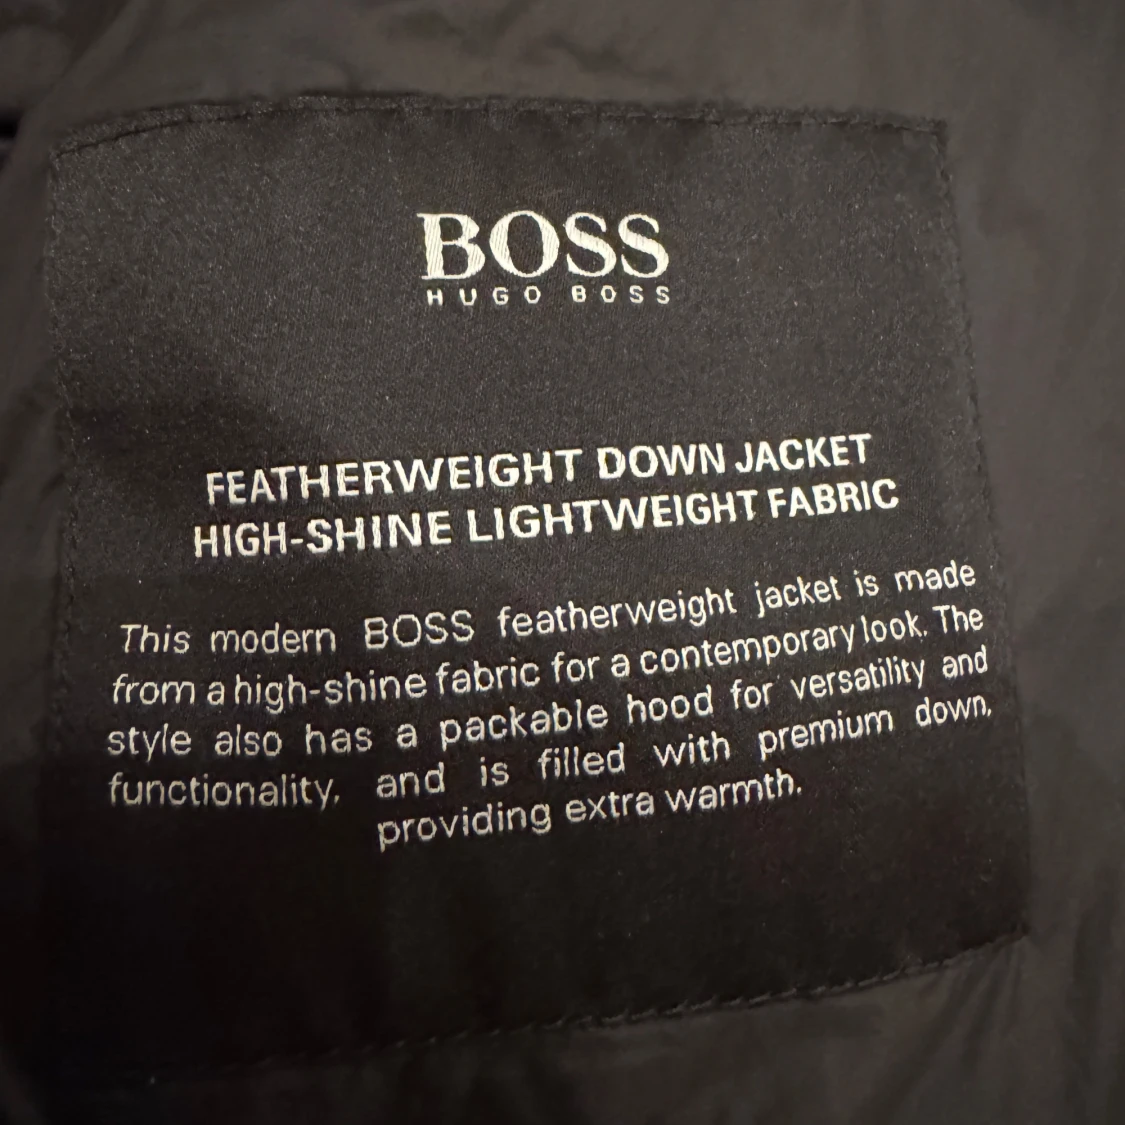 BOSS
HUGO BOSS
FEATHERWEIGHT DOWN JACKET
HIGH-SHINE LIGHTWEIGHT FABRIC
This modern BOSS featherweight jacket is made
from a high-shine fabric for a contemporary look. The
style also has a packable hood for versatility and
functionality, and is filled with premium down,
providing extra warmth.